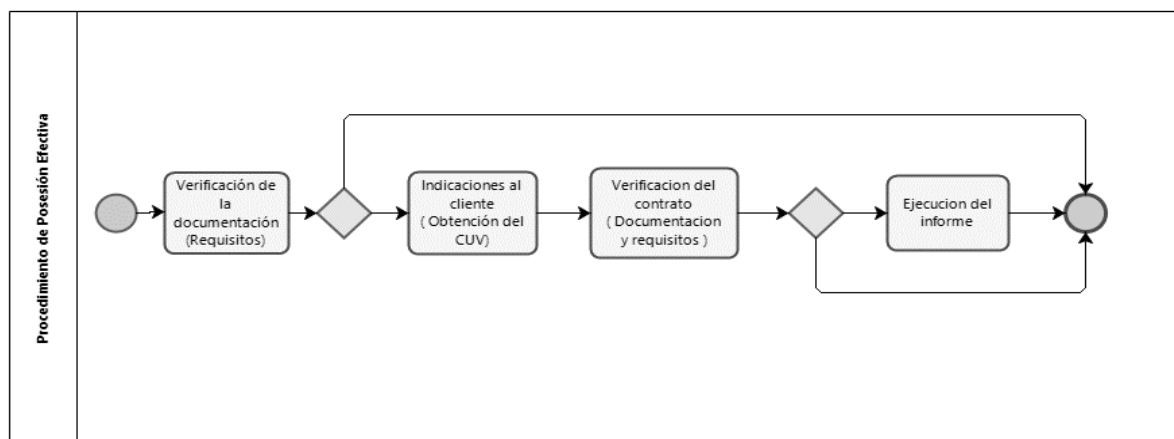 Procedimiento de Posesión Efectiva
Verificación de
la
documentación
(Requisitos)
Indicaciones al
cliente
( Obtención del
CUV)
Verificacion del
contrato
( Documentacion
y requisitos )
Ejecucion del
informe